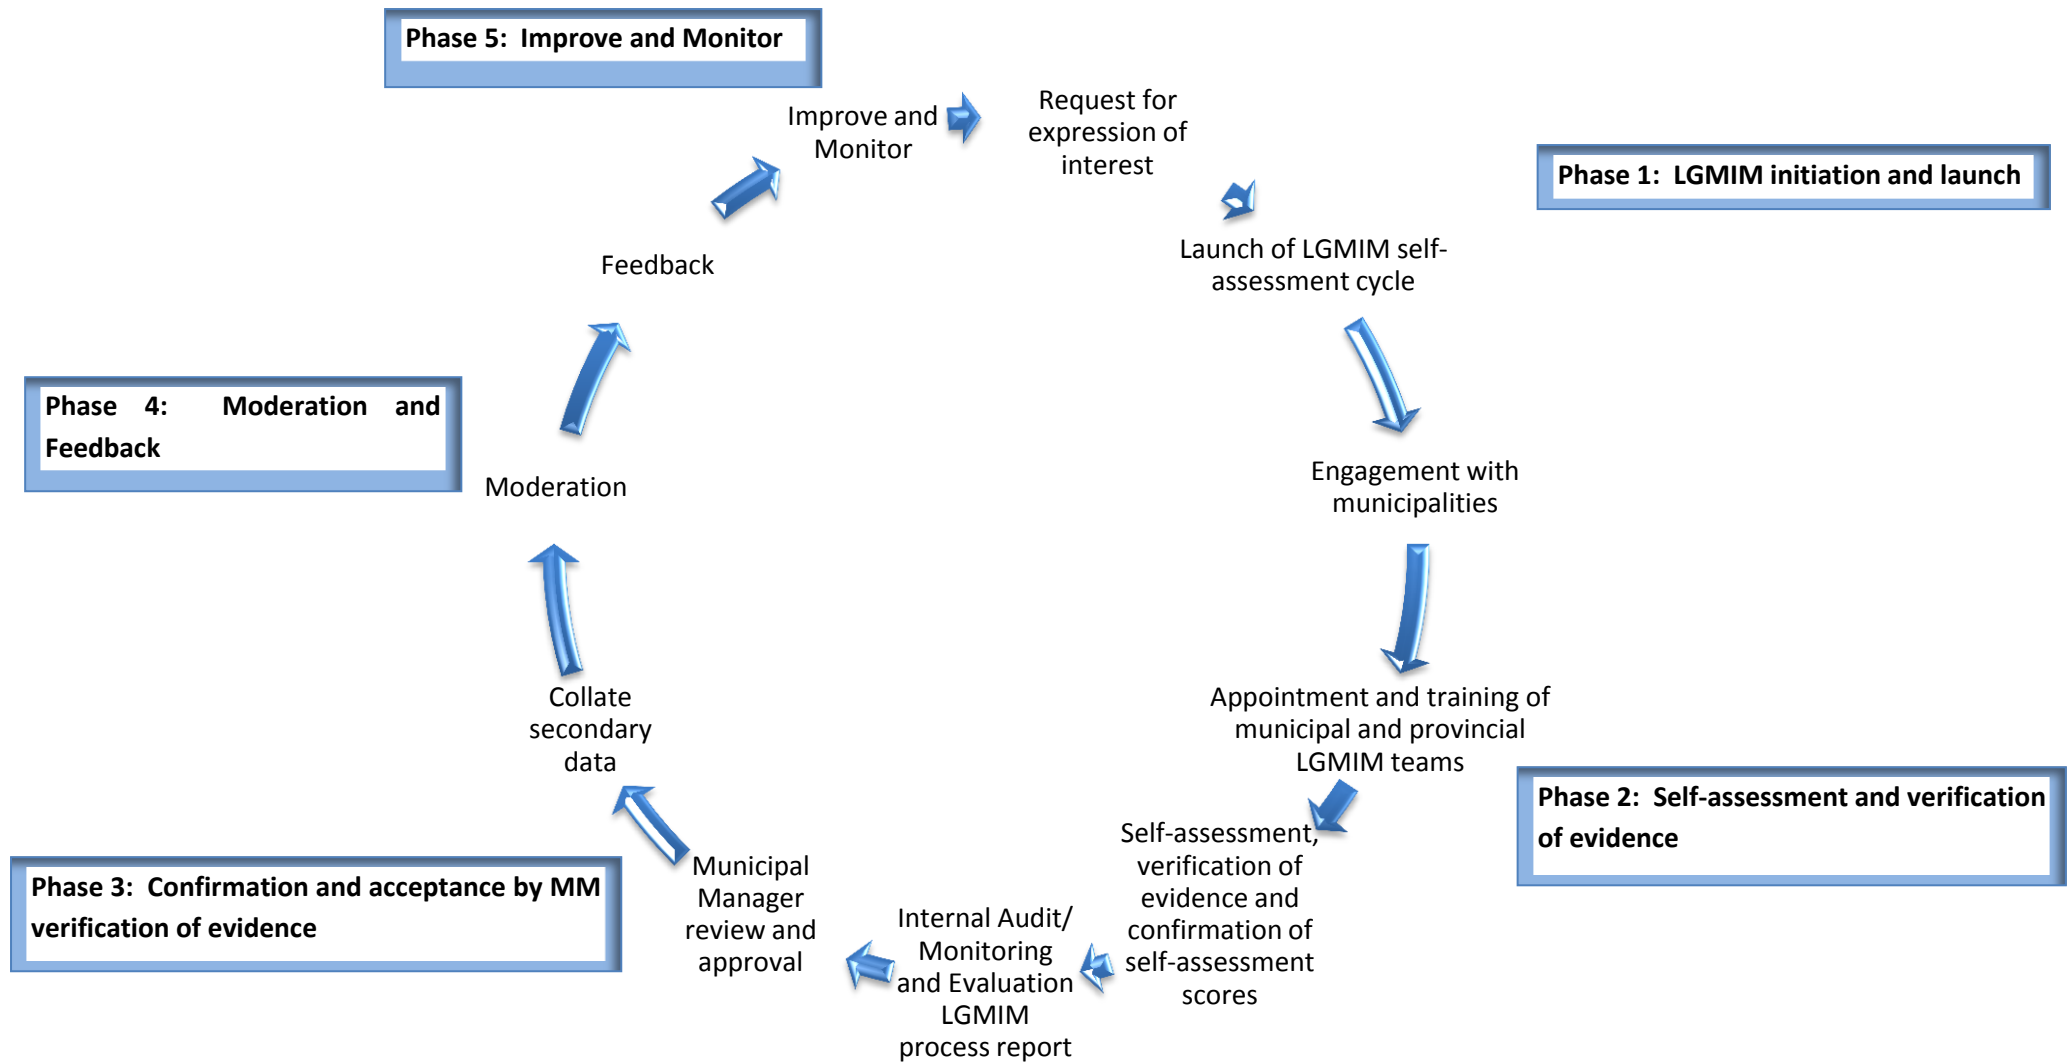 Phase 5: Improve and Monitor
Improve and
Monitor
Request for
expression of
interest
Phase 1: LGMIM initiation and launch
Launch of LGMIM self-
assessment cycle
Engagement with
municipalities
Appointment and training of
municipal and provincial
LGMIM teams
Phase 2: Self-assessment and verification
of evidence
Self-assessment,
verification of
evidence and
confirmation of
self-assessment
scores
Internal Audit/
Monitoring
and Evaluation
LGMIM
process report
Municipal
Manager
review and
approval
Phase 3: Confirmation and acceptance by MM
verification of evidence
Collate
secondary
data
Moderation
Phase 4: Moderation and
Feedback
Feedback